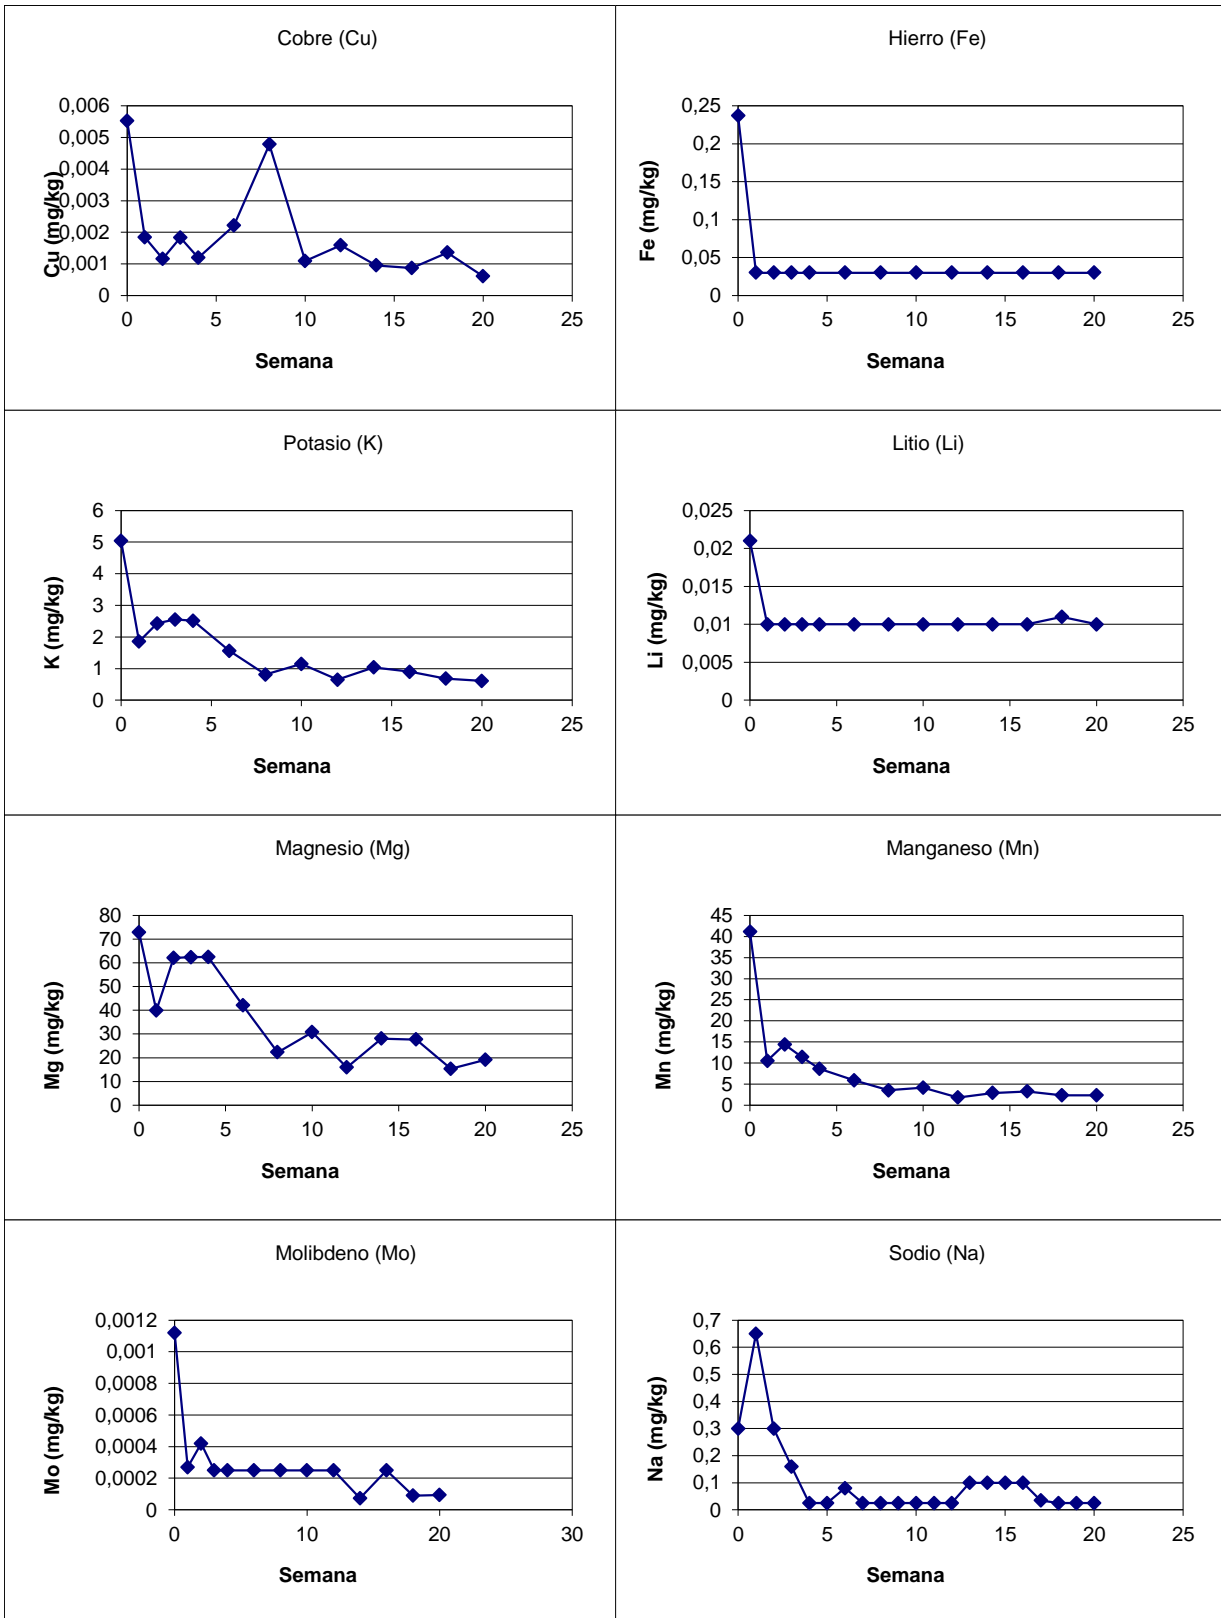 Cobre (Cu)
0,006
0,005
0,004
0,003
0,002
0,001
0
Cu (mg/kg)
0 5 10 15 20 25
Semana
Hierro (Fe)
0,25
0,2
0,15
0,1
0,05
0
Fe (mg/kg)
0 5 10 15 20 25
Semana
Potasio (K)
6
5
4
3
2
1
0
K (mg/kg)
0 5 10 15 20 25
Semana
Litio (Li)
0,025
0,02
0,015
0,01
0,005
0
Li (mg/kg)
0 5 10 15 20 25
Semana
Magnesio (Mg)
80
70
60
50
40
30
20
10
0
Mg (mg/kg)
0 5 10 15 20 25
Semana
Manganeso (Mn)
45
40
35
30
25
20
15
10
5
0
Mn (mg/kg)
0 5 10 15 20 25
Semana
Molibdeno (Mo)
0,0012
0,001
0,0008
0,0006
0,0004
0,0002
0
Mo (mg/kg)
0 10 20 30
Semana
Sodio (Na)
0,7
0,6
0,5
0,4
0,3
0,2
0,1
0
Na (mg/kg)
0 5 10 15 20 25
Semana